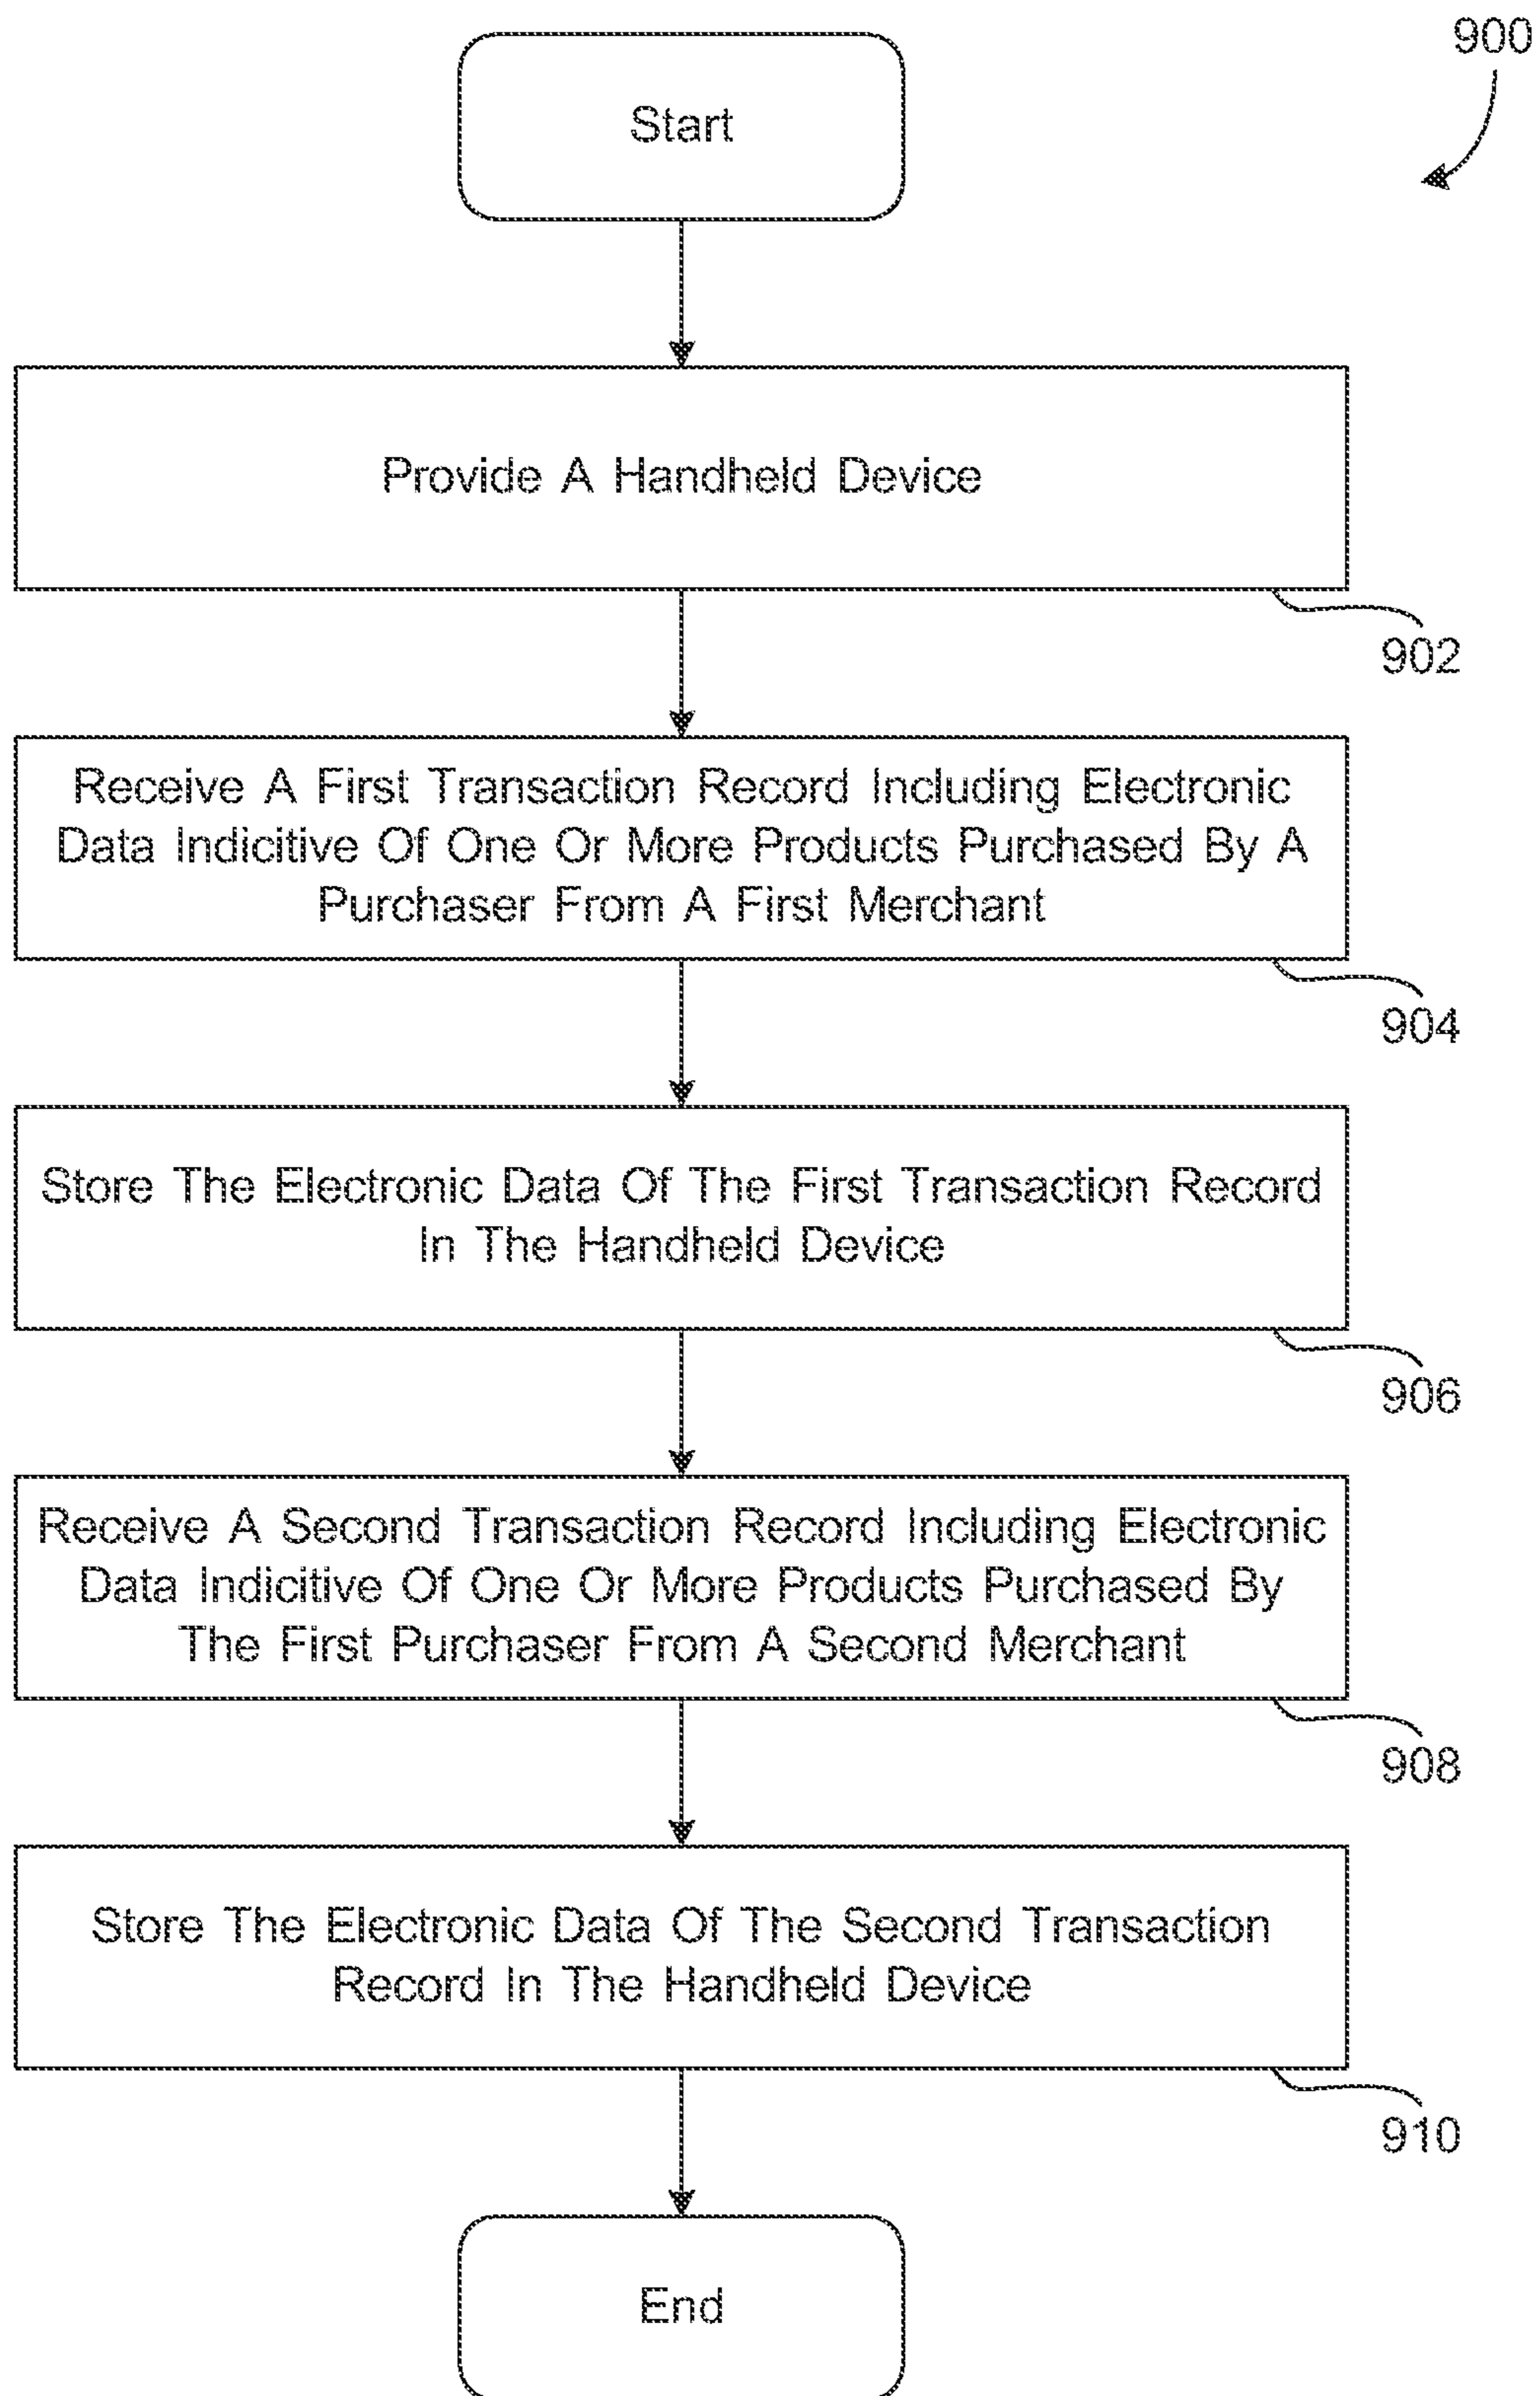 900
Start
Provide A Handheld Device
902
Receive A First Transaction Record Including Electronic
Data Indicitive Of One Or More Products Purchased By A
Purchaser From A First Merchant
904
Store The Electronic Data Of The First Transaction Record
In The Handheld Device
906
Receive A Second Transaction Record Including Electronic
Data Indicitive Of One Or More Products Purchased By
The First Purchaser From A Second Merchant
908
Store The Electronic Data Of The Second Transaction
Record In The Handheld Device
910
End